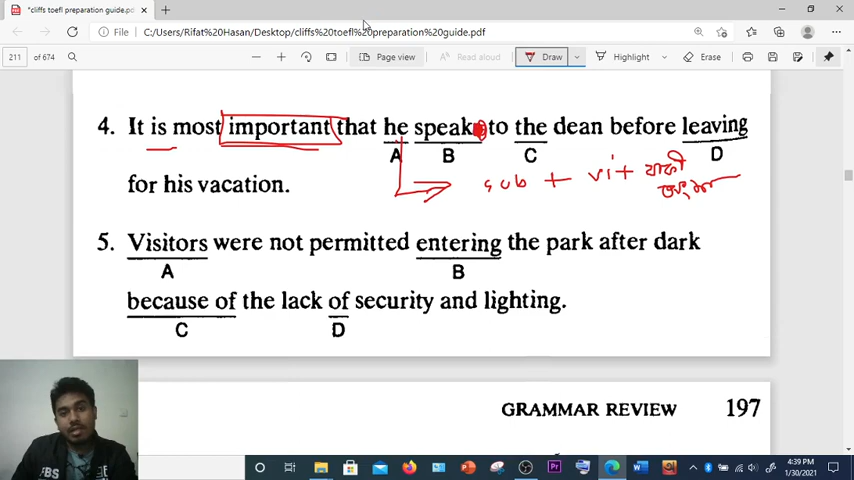 *cliffs toefl preparation guide.pd
C:/Users/Rifat%20Hasan/Desktop/cliffs%20toefl%20preparation%20guide.pdf
211 of 674
Page view
Read aloud
Draw
Highlight
Erase
4. It is most important that he speak to the dean before leaving
A B C D
sub + v1 + বাকী অংশ
for his vacation.
5. Visitors were not permitted entering the park after dark
A B
because of the lack of security and lighting.
C D
GRAMMAR REVIEW 197
FBS
4:39 PM
1/30/2021